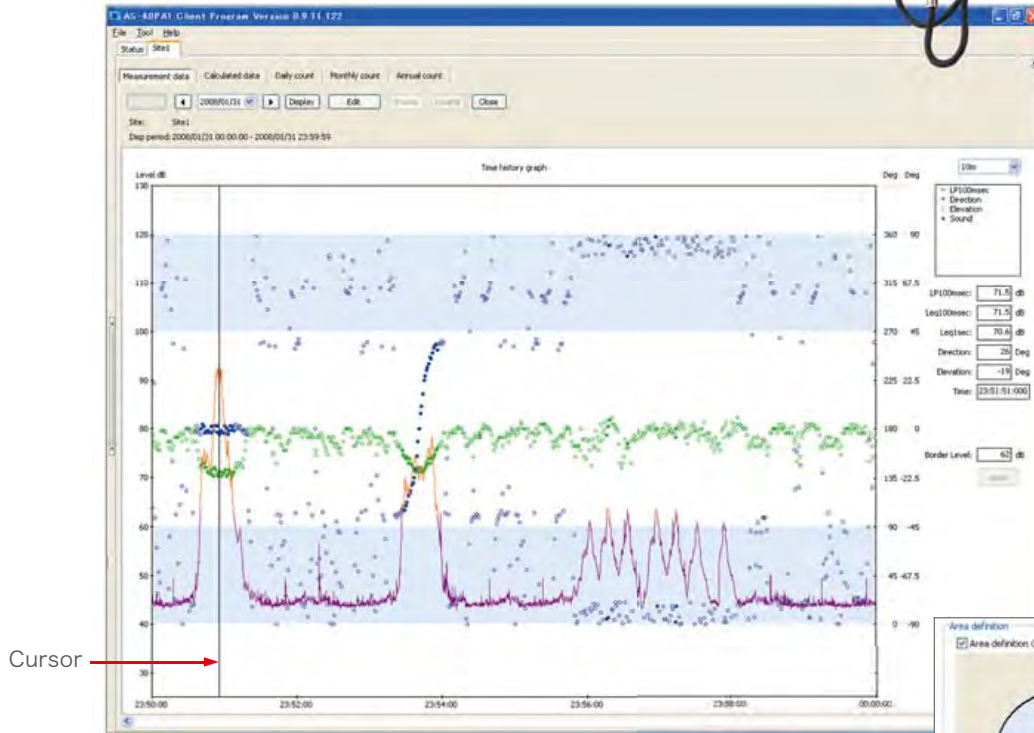 AS-ADPA1 Client Program Version 0.9.11.122
File Tool Help
Status Site1
Measurement data Calculated data Daily count Monthly count Annual count
2008/01/31 Display Edit Close
Site: Site1
Disp period: 2008/01/31 00:00:00 - 2008/01/31 23:59:59
Level dB Time history graph Deg Deg
10m
LP100msec
Direction
Elevation
Sound
130
120 360 90
110 315 67.5
100 270 45
90 225 22.5
80 180 0
70 135 -22.5
60 90 -45
50 45 -67.5
40 0 -90
30
23:50:00 23:52:00 23:54:00 23:56:00 23:58:00 00:00:00
LP100msec: 71.5 dB
Leq100msec: 71.5 dB
Leq1sec: 70.6 dB
Direction: 26 Deg
Elevation: -19 Deg
Time: 23:51:51:000
Border Level: 62 dB
Cursor
Area definition
Area definition